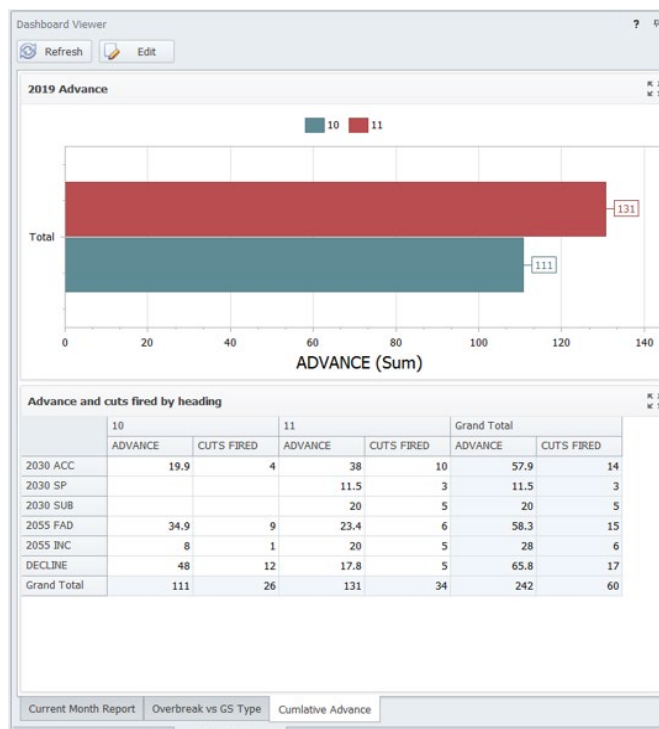 Dashboard Viewer ?
Refresh Edit
2019 Advance
10 11
131
Total
111
0 20 40 60 80 100 120 140
ADVANCE (Sum)
Advance and cuts fired by heading
10 11 Grand Total
ADVANCE CUTS FIRED ADVANCE CUTS FIRED ADVANCE CUTS FIRED
2030 ACC 19.9 4 38 10 57.9 14
2030 SP 11.5 3 11.5 3
2030 SUB 20 5 20 5
2055 FAD 34.9 9 23.4 6 58.3 15
2055 INC 8 1 20 5 28 6
DECLINE 48 12 17.8 5 65.8 17
Grand Total 111 26 131 34 242 60
Current Month Report Overbreak vs GS Type Cumlative Advance